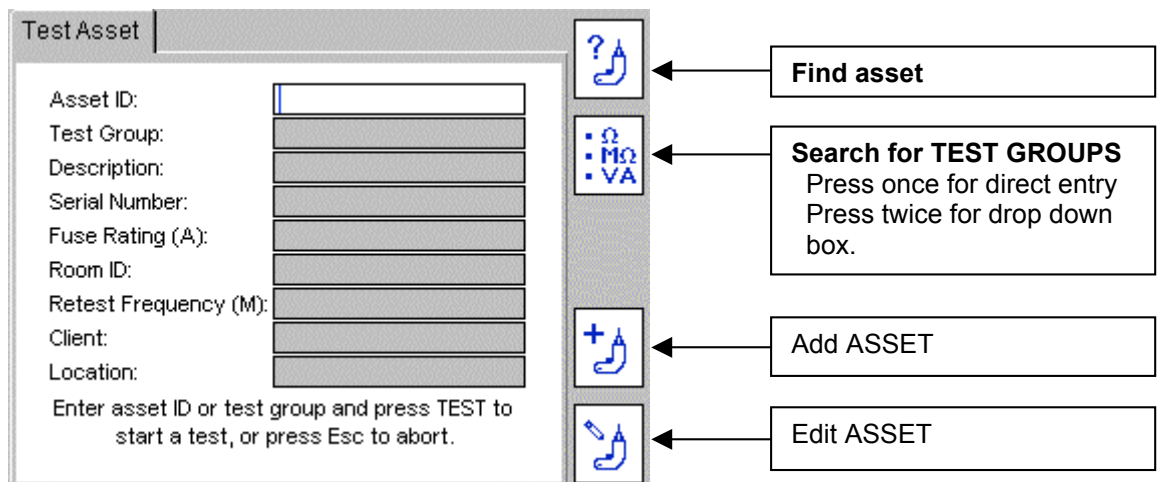 Test Asset
Asset ID:
Test Group:
Description:
Serial Number:
Fuse Rating (A):
Room ID:
Retest Frequency (M):
Client:
Location:
Enter asset ID or test group and press TEST to
start a test, or press Esc to abort.
?
Ω
MΩ
VA
+
Find asset
Search for TEST GROUPS
Press once for direct entry
Press twice for drop down
box.
Add ASSET
Edit ASSET